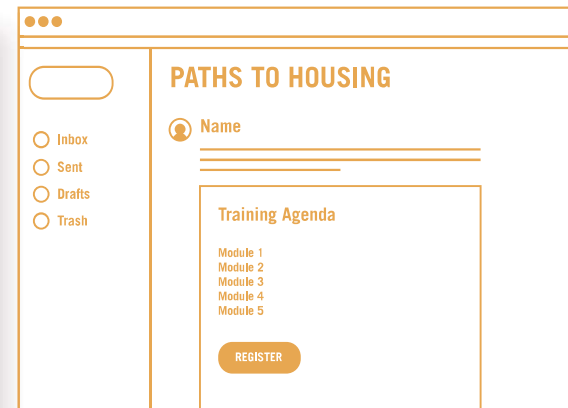 PATHS TO HOUSING
Name
Inbox
Sent
Drafts
Trash
Training Agenda
Module 1
Module 2
Module 3
Module 4
Module 5
REGISTER